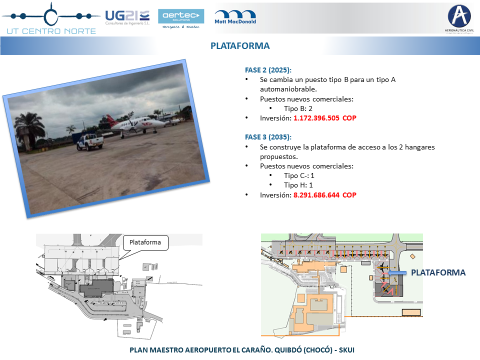 UT CENTRO NORTE
UG21
aertec
Mott MacDonald
AERONÁUTICA CIVIL
PLATAFORMA
FASE 2 (2025):
• Se cambia un puesto tipo B para un tipo A
automaniobrable.
• Puestos nuevos comerciales:
• Tipo B: 2
• Inversión: 1.172.396.505 COP
FASE 3 (2035):
• Se construye la plataforma de acceso a los 2 hangares
propuestos.
• Puestos nuevos comerciales:
• Tipo C-: 1
• Tipo H: 1
• Inversión: 8.291.686.644 COP
Plataforma
PLATAFORMA
PLAN MAESTRO AEROPUERTO EL CARAÑO. QUIBDÓ (CHOCÓ) - SKUI